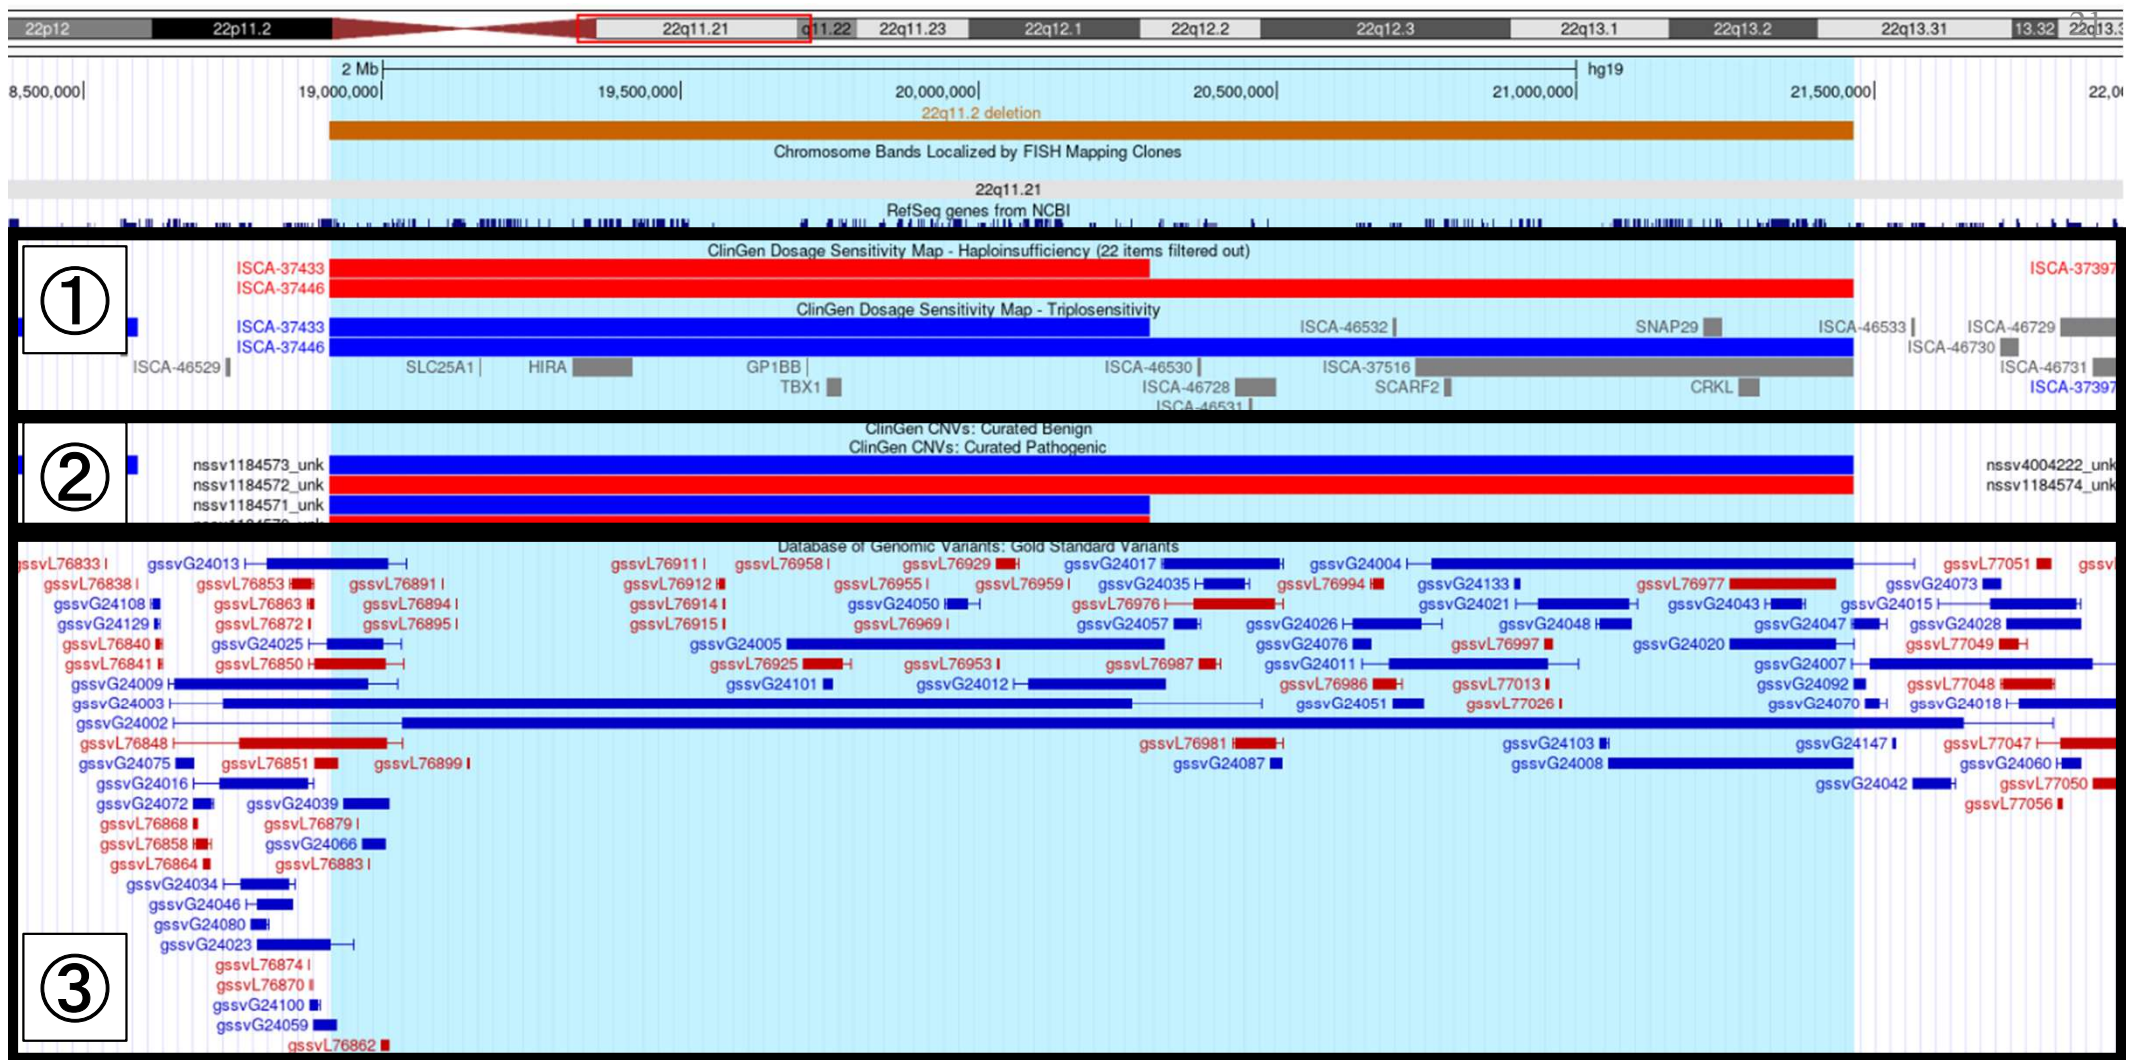 22p12 22p11.2 22q11.21 q11.22 22q11.23 22q12.1 22q12.2 22q12.3 22q13.1 22q13.2 22q13.31 13.32 22q13.3
2 Mb hg19
8,500,000 19,000,000 19,500,000 20,000,000 20,500,000 21,000,000 21,500,000 22,0
22q11.2 deletion
Chromosome Bands Localized by FISH Mapping Clones
22q11.21
RefSeq genes from NCBI
①
ClinGen Dosage Sensitivity Map - Haploinsufficiency (22 items filtered out)
ISCA-37433 ISCA-37397
ISCA-37446
ClinGen Dosage Sensitivity Map - Triplosensitivity
ISCA-37433 ISCA-46532 SNAP29 ISCA-46533 ISCA-46729
ISCA-37446 ISCA-46730
ISCA-46529 SLC25A1 HIRA GP1BB ISCA-46530 ISCA-37516 ISCA-46731
TBX1 ISCA-46728 SCARF2 CRKL ISCA-37397
ISCA-46531
②
ClinGen CNVs: Curated Benign
ClinGen CNVs: Curated Pathogenic
nssv1184573_unk nssv4004222_unk
nssv1184572_unk nssv1184574_unk
nssv1184571_unk
Database of Genomic Variants: Gold Standard Variants
gssvL76833 gssvG24013 gssvL76911 gssvL76958 gssvL76929 gssvG24017 gssvG24004 gssvL77051 gssvl
gssvL76838 gssvL76853 gssvL76891 gssvL76912 gssvL76955 gssvL76959 gssvG24035 gssvL76994 gssvG24133 gssvL76977 gssvG24073
gssvG24108 gssvL76863 gssvL76894 gssvL76914 gssvG24050 gssvL76976 gssvG24021 gssvG24043 gssvG24015
gssvG24129 gssvL76872 gssvL76895 gssvL76915 gssvL76969 gssvG24057 gssvG24026 gssvG24048 gssvG24047 gssvG24028
gssvL76840 gssvG24025 gssvG24005 gssvG24076 gssvL76997 gssvG24020 gssvL77049
gssvL76841 gssvL76850 gssvL76925 gssvL76953 gssvL76987 gssvG24011 gssvG24007
gssvG24009 gssvG24101 gssvG24012 gssvL76986 gssvL77013 gssvG24092 gssvL77048
gssvG24003 gssvG24051 gssvL77026 gssvG24070 gssvG24018
gssvG24002
gssvL76848 gssvL76981 gssvG24103 gssvG24147 gssvL77047
gssvG24075 gssvL76851 gssvL76899 gssvG24087 gssvG24008 gssvG24060
gssvG24016 gssvG24042 gssvL77050
gssvG24072 gssvG24039 gssvL77056
gssvL76868 gssvL76879
gssvL76858 gssvG24066
gssvL76864 gssvL76883
gssvG24034
gssvG24046
gssvG24080
gssvG24023
③
gssvL76874
gssvL76870
gssvG24100
gssvG24059
gssvL76862